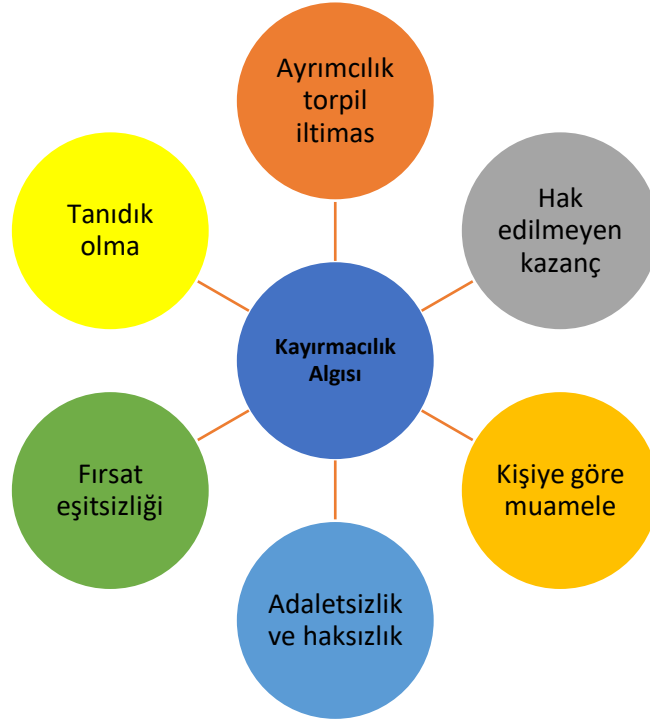 Ayrımcılık
torpil
iltimas
Tanıdık
olma
Hak
edilmeyen
kazanç
Kayırmacılık
Algısı
Fırsat
eşitsizliği
Kişiye göre
muamele
Adaletsizlik
ve haksızlık